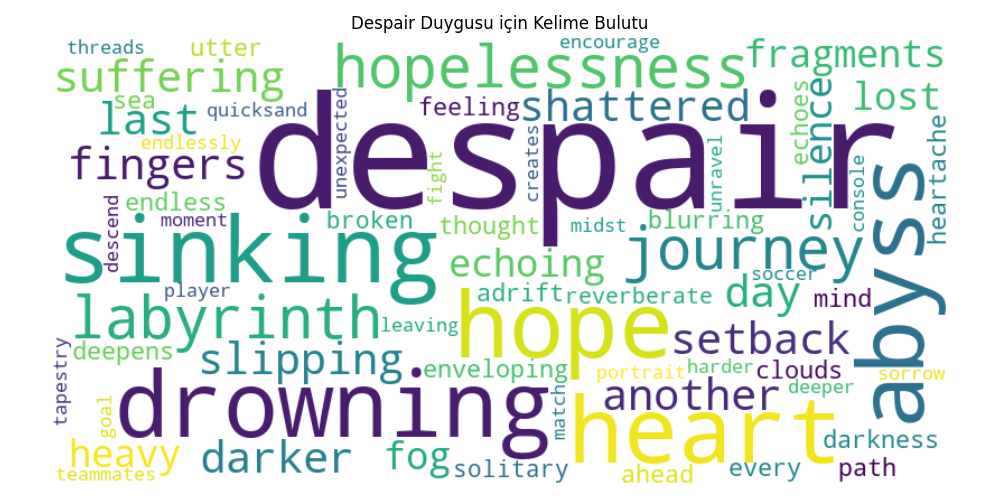 Despair Duygusu için Kelime Bulutu
threads
utter
encourage
hopelessness
fragments
suffering
sea
quicksand
unexpected
feeling
shattered
echoes
silence
lost
last
endlessly
despair
fight
creates
unravel
console
heartache
fingers
endless
descend
moment
broken
thought
midst
blurring
abyss
sinking
echoing
journey
soccer
player
adrift
reverberate
day
mind
labyrinth
leaving
hope
setback
deepens
tapestry
slipping
enveloping
portrait
harder
clouds
sorrow
drowning
match
another
deeper
heart
goal
darkness
heavy
darker
fog
solitary
ahead
every
path
teammates